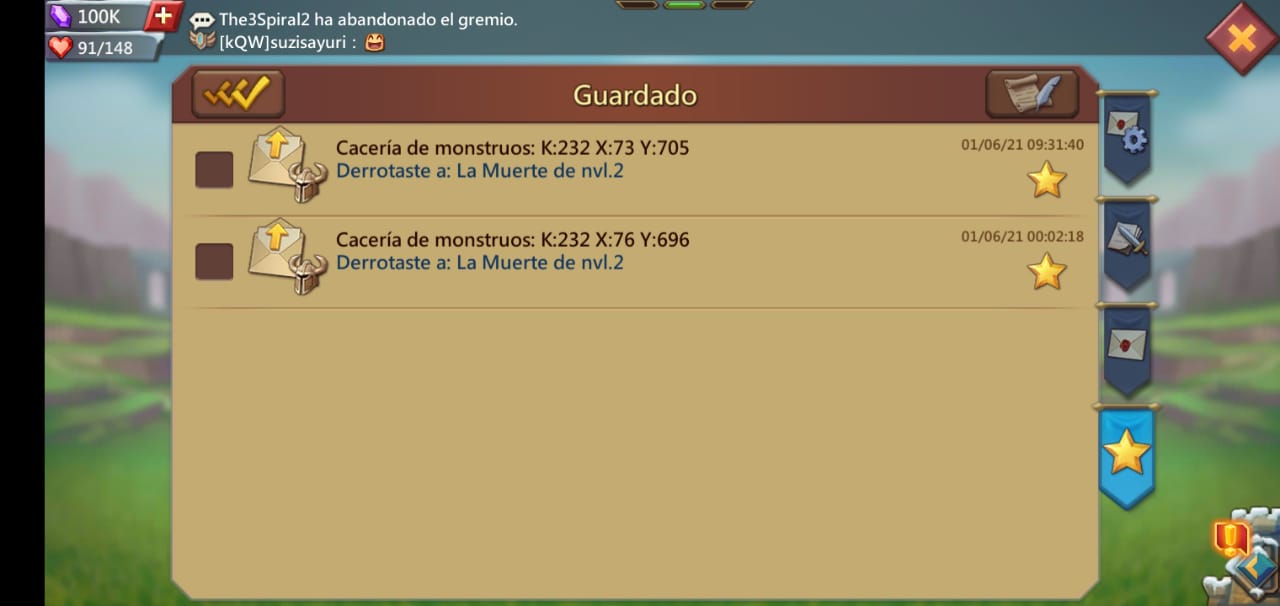 100K
91/148
The3Spiral2 ha abandonado el gremio.
[kQW]suzisayuri :
Guardado
Cacería de monstruos: K:232 X:73 Y:705
01/06/21 09:31:40
Derrotaste a: La Muerte de nvl.2
Cacería de monstruos: K:232 X:76 Y:696
01/06/21 00:02:18
Derrotaste a: La Muerte de nvl.2